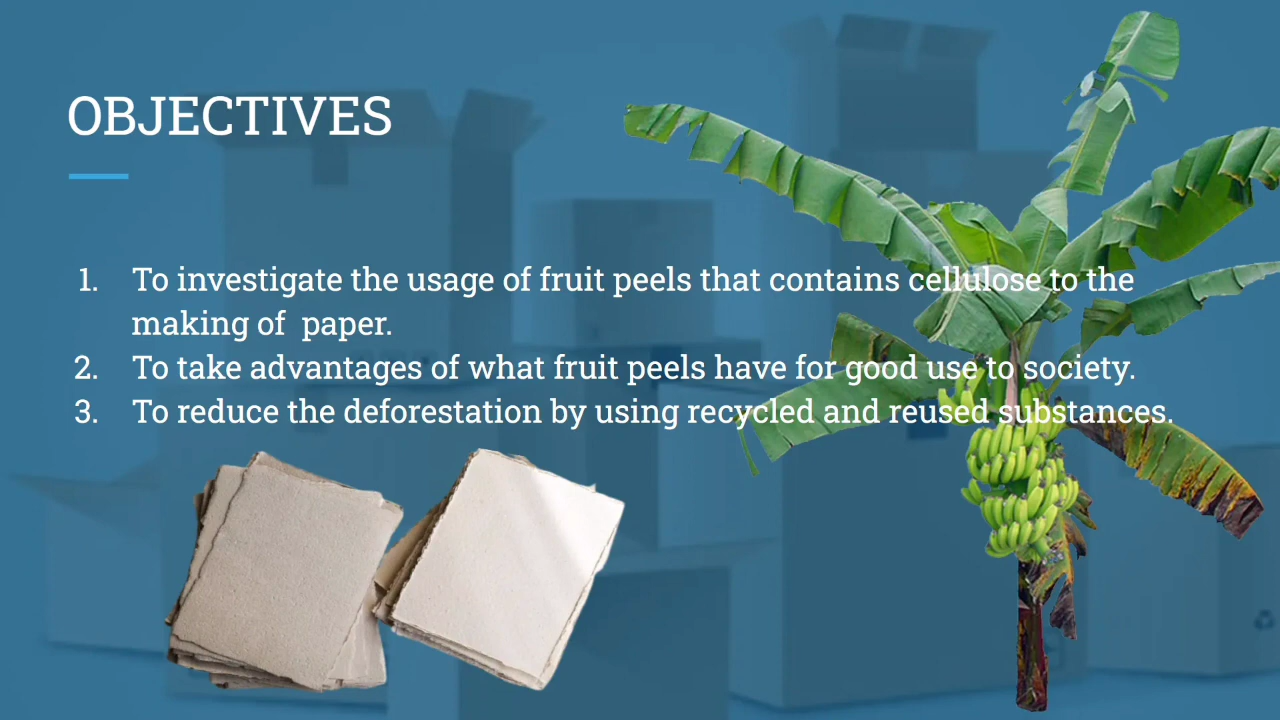 OBJECTIVES
1. To investigate the usage of fruit peels that contains cellulose to the
making of  paper.
2. To take advantages of what fruit peels have for good use to society.
3. To reduce the deforestation by using recycled and reused substances.